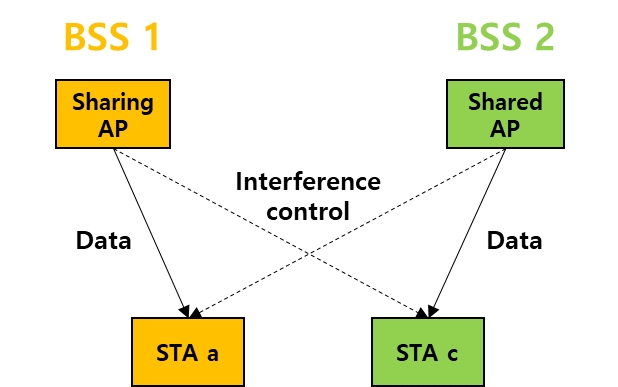 BSS 1
BSS 2
Sharing
AP
Shared
AP
Interference
control
Data
Data
STA a
STA c